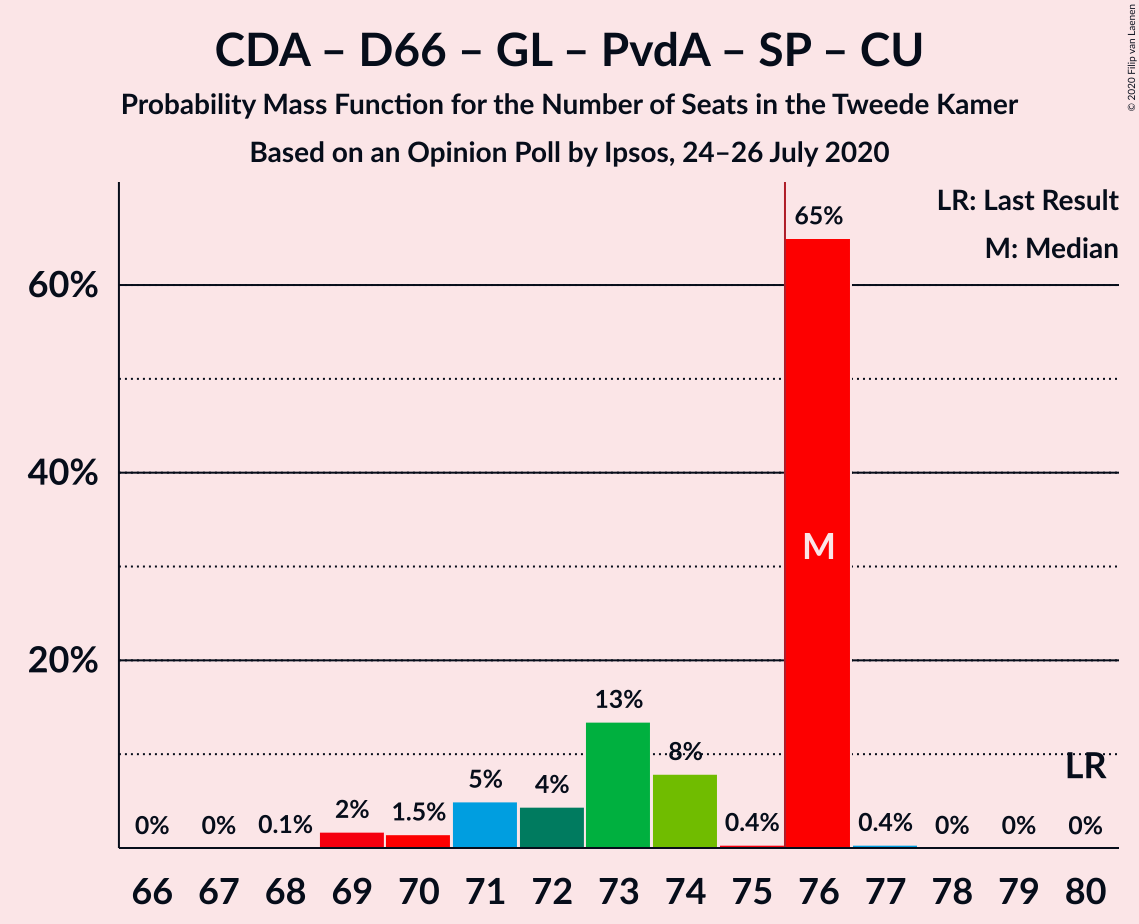 CDA – D66 – GL – PvdA – SP – CU
Probability Mass Function for the Number of Seats in the Tweede Kamer
Based on an Opinion Poll by Ipsos, 24–26 July 2020
© 2020 Filip van Laenen
LR: Last Result
M: Median
60%
40%
20%
0%
0%
0.1%
2%
1.5%
5%
4%
13%
8%
0.4%
65%
0.4%
0%
0%
0%
M
LR
66 67 68 69 70 71 72 73 74 75 76 77 78 79 80